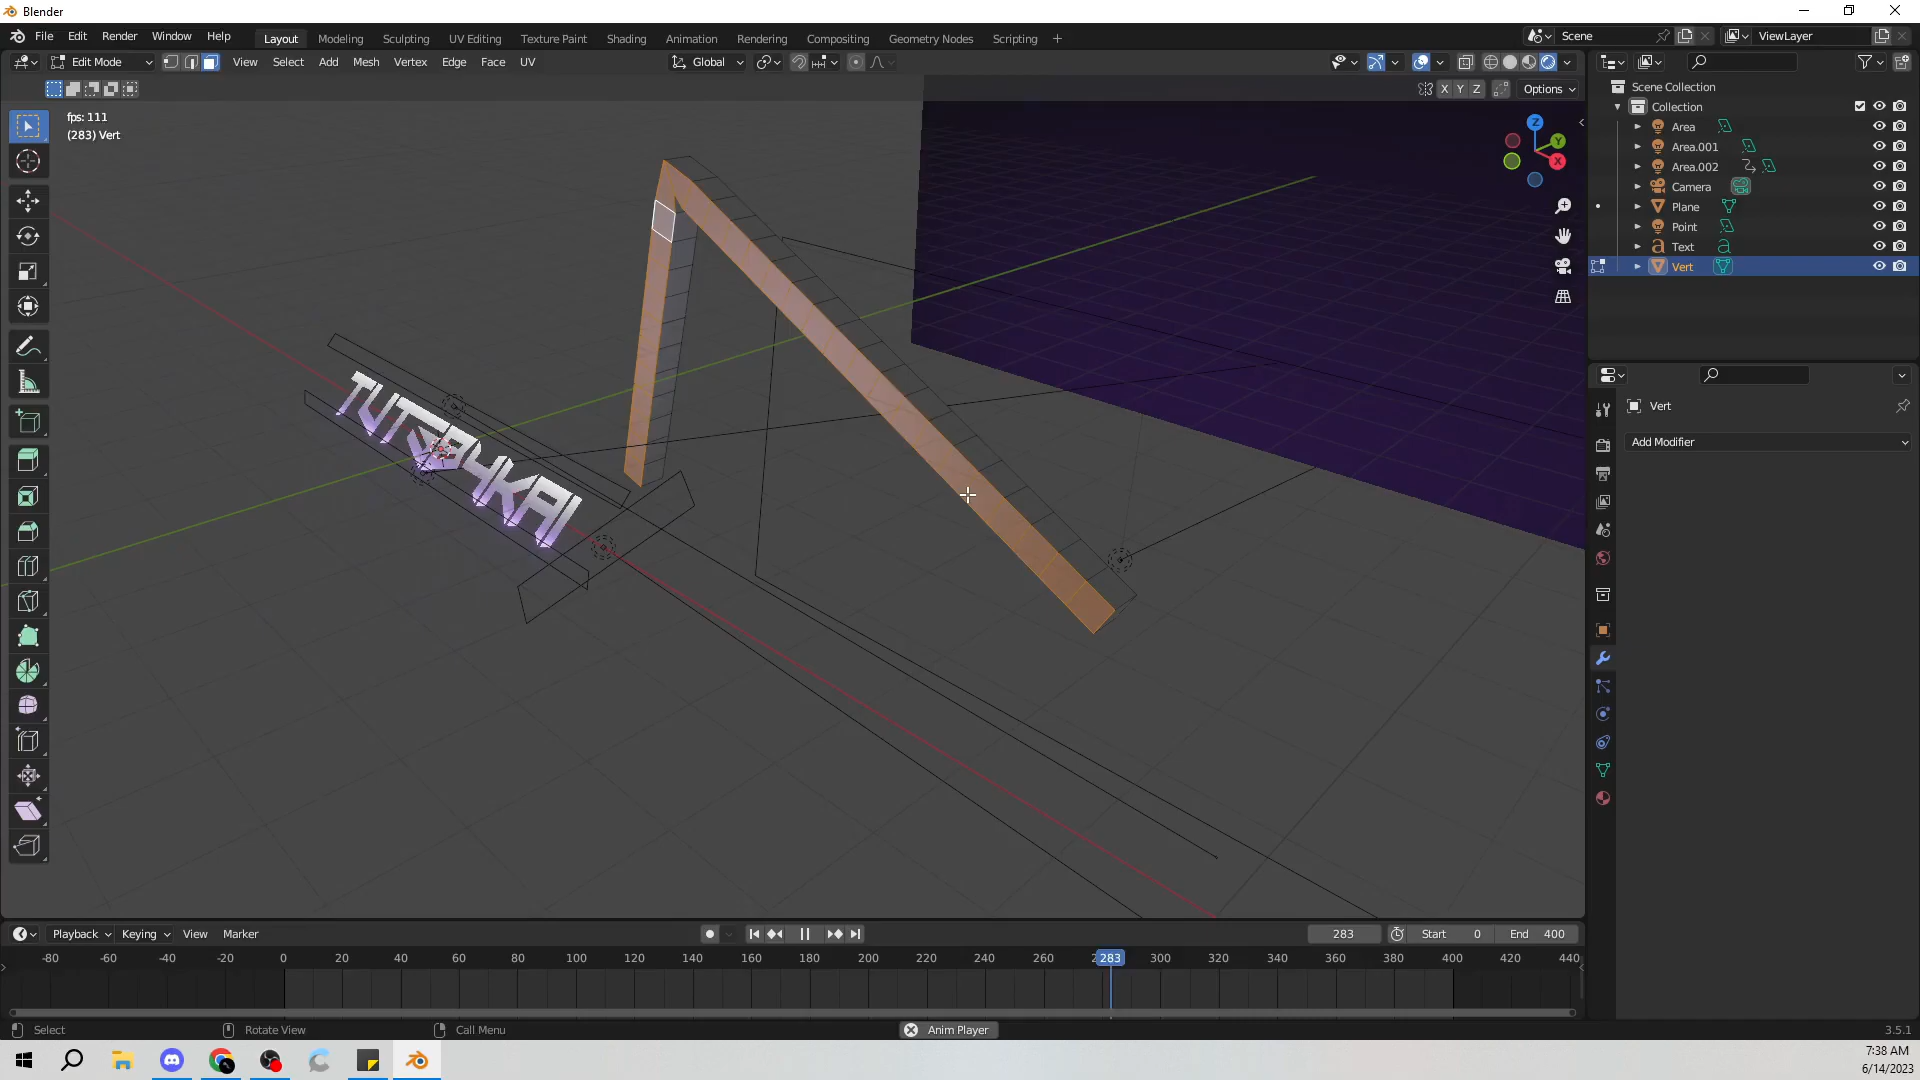 Blender
File Edit Render Window Help
Layout Modeling Sculpting UV Editing Texture Paint Shading Animation Rendering Compositing Geometry Nodes Scripting +
Scene
ViewLayer
Edit Mode
View Select Add Mesh Vertex Edge Face UV
Global
X Y Z
Options
fps: 111
(283) Vert
Z
Y
X
Scene Collection
Collection
Area
Area.001
Area.002
Camera
Plane
Point
Text
Vert
Vert
Add Modifier
Playback Keying View Marker
283
Start 0
End 400
-80 -60 -40 -20 0 20 40 60 80 100 120 140 160 180 200 220 240 260 283 300 320 340 360 380 400 420 440
Select
Rotate View
Call Menu
Anim Player
3.5.1
7:38 AM
6/14/2023